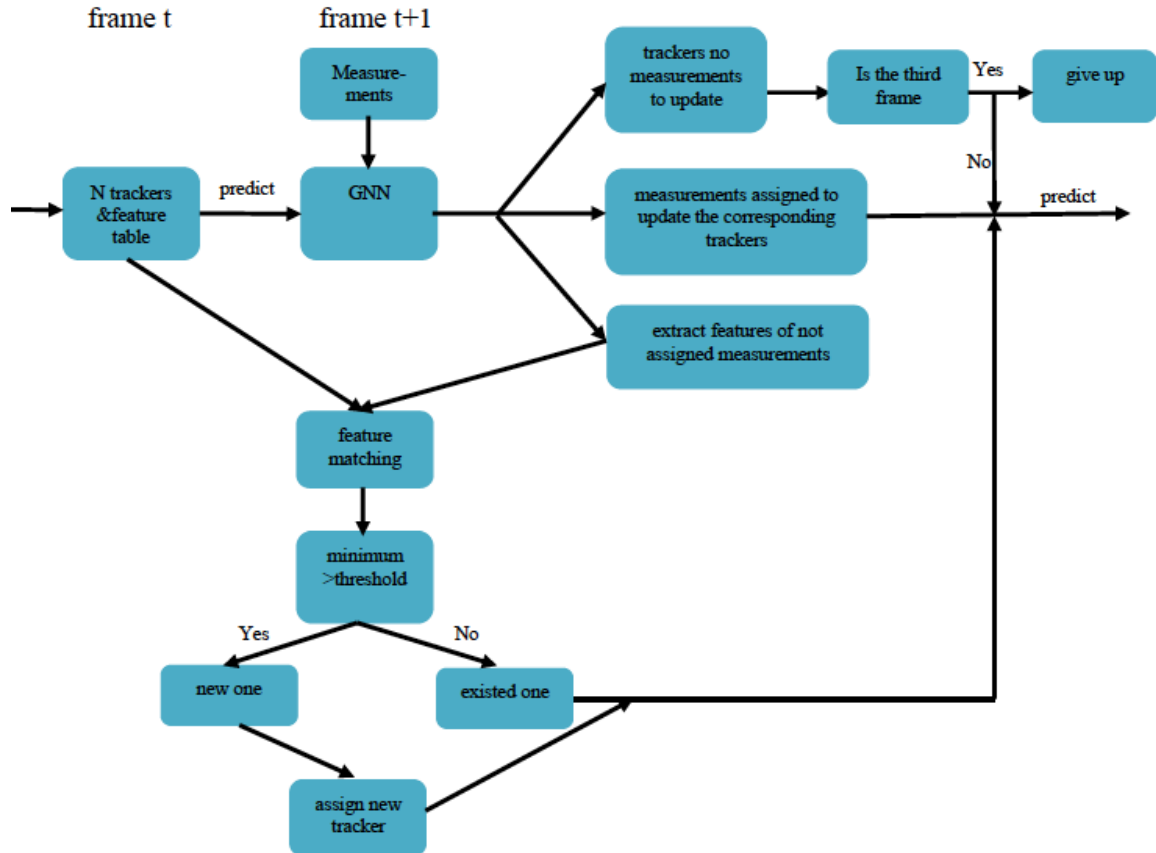 frame t
frame t+1
Measure-
ments
trackers no
measurements
to update
Is the third
frame
Yes
give up
No
N trackers
&feature
table
predict
GNN
measurements assigned to
update the corresponding
trackers
predict
extract features of not
assigned measurements
feature
matching
minimum
>threshold
Yes
No
new one
existed one
assign new
tracker